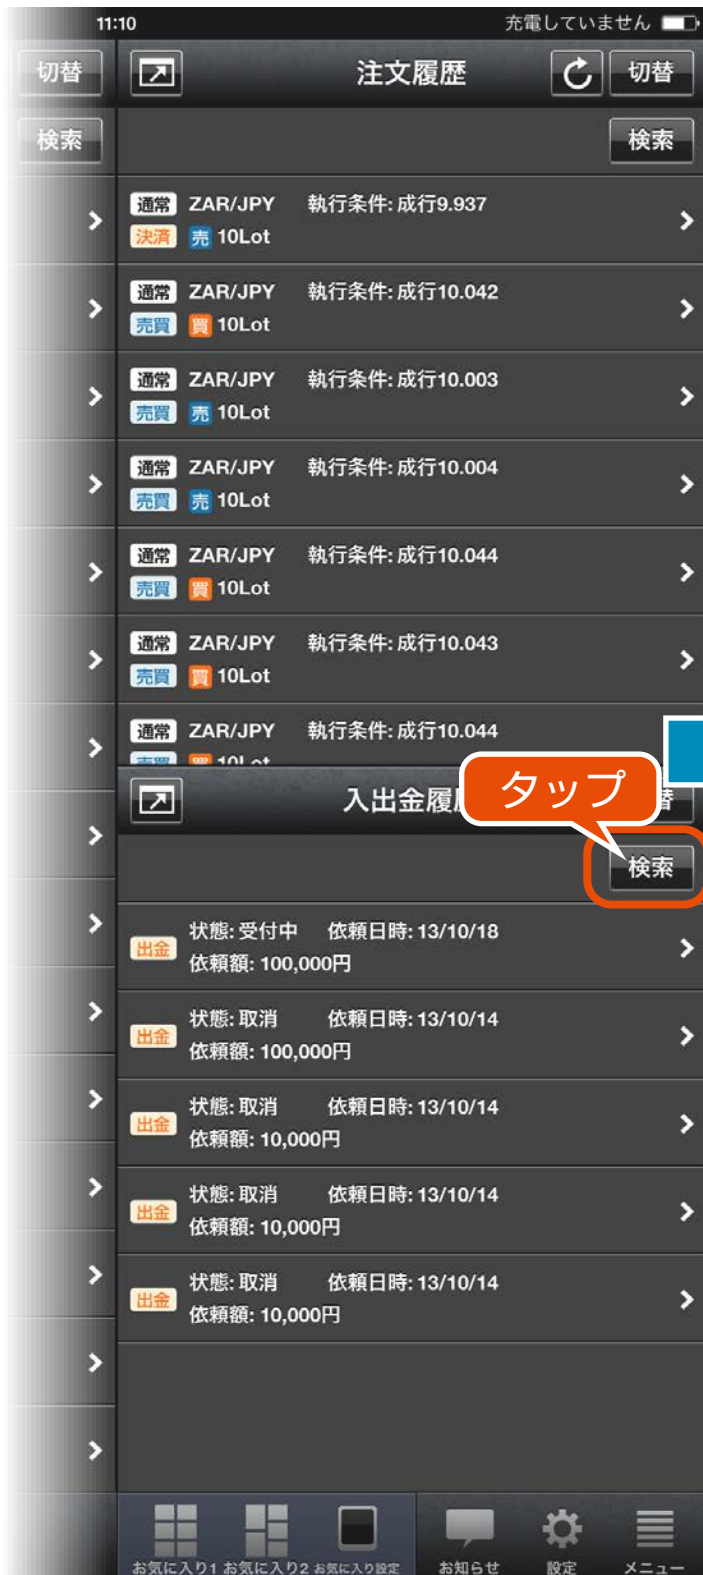 11:10
充電していません
切替
注文履歴
切替
検索
検索
通常 ZAR/JPY 執行条件: 成行9.937
決済 売 10Lot
通常 ZAR/JPY 執行条件: 成行10.042
売買 買 10Lot
通常 ZAR/JPY 執行条件: 成行10.003
売買 売 10Lot
通常 ZAR/JPY 執行条件: 成行10.004
売買 売 10Lot
通常 ZAR/JPY 執行条件: 成行10.044
売買 買 10Lot
通常 ZAR/JPY 執行条件: 成行10.043
売買 買 10Lot
通常 ZAR/JPY 執行条件: 成行10.044
売買 買 10Lot
入出金履歴
タップ
替
検索
出金
状態: 受付中 依頼日時: 13/10/18
依頼額: 100,000円
出金
状態: 取消 依頼日時: 13/10/14
依頼額: 100,000円
出金
状態: 取消 依頼日時: 13/10/14
依頼額: 10,000円
出金
状態: 取消 依頼日時: 13/10/14
依頼額: 10,000円
出金
状態: 取消 依頼日時: 13/10/14
依頼額: 10,000円
お気に入り1 お気に入り2 お気に入り設定 お知らせ 設定 メニュー